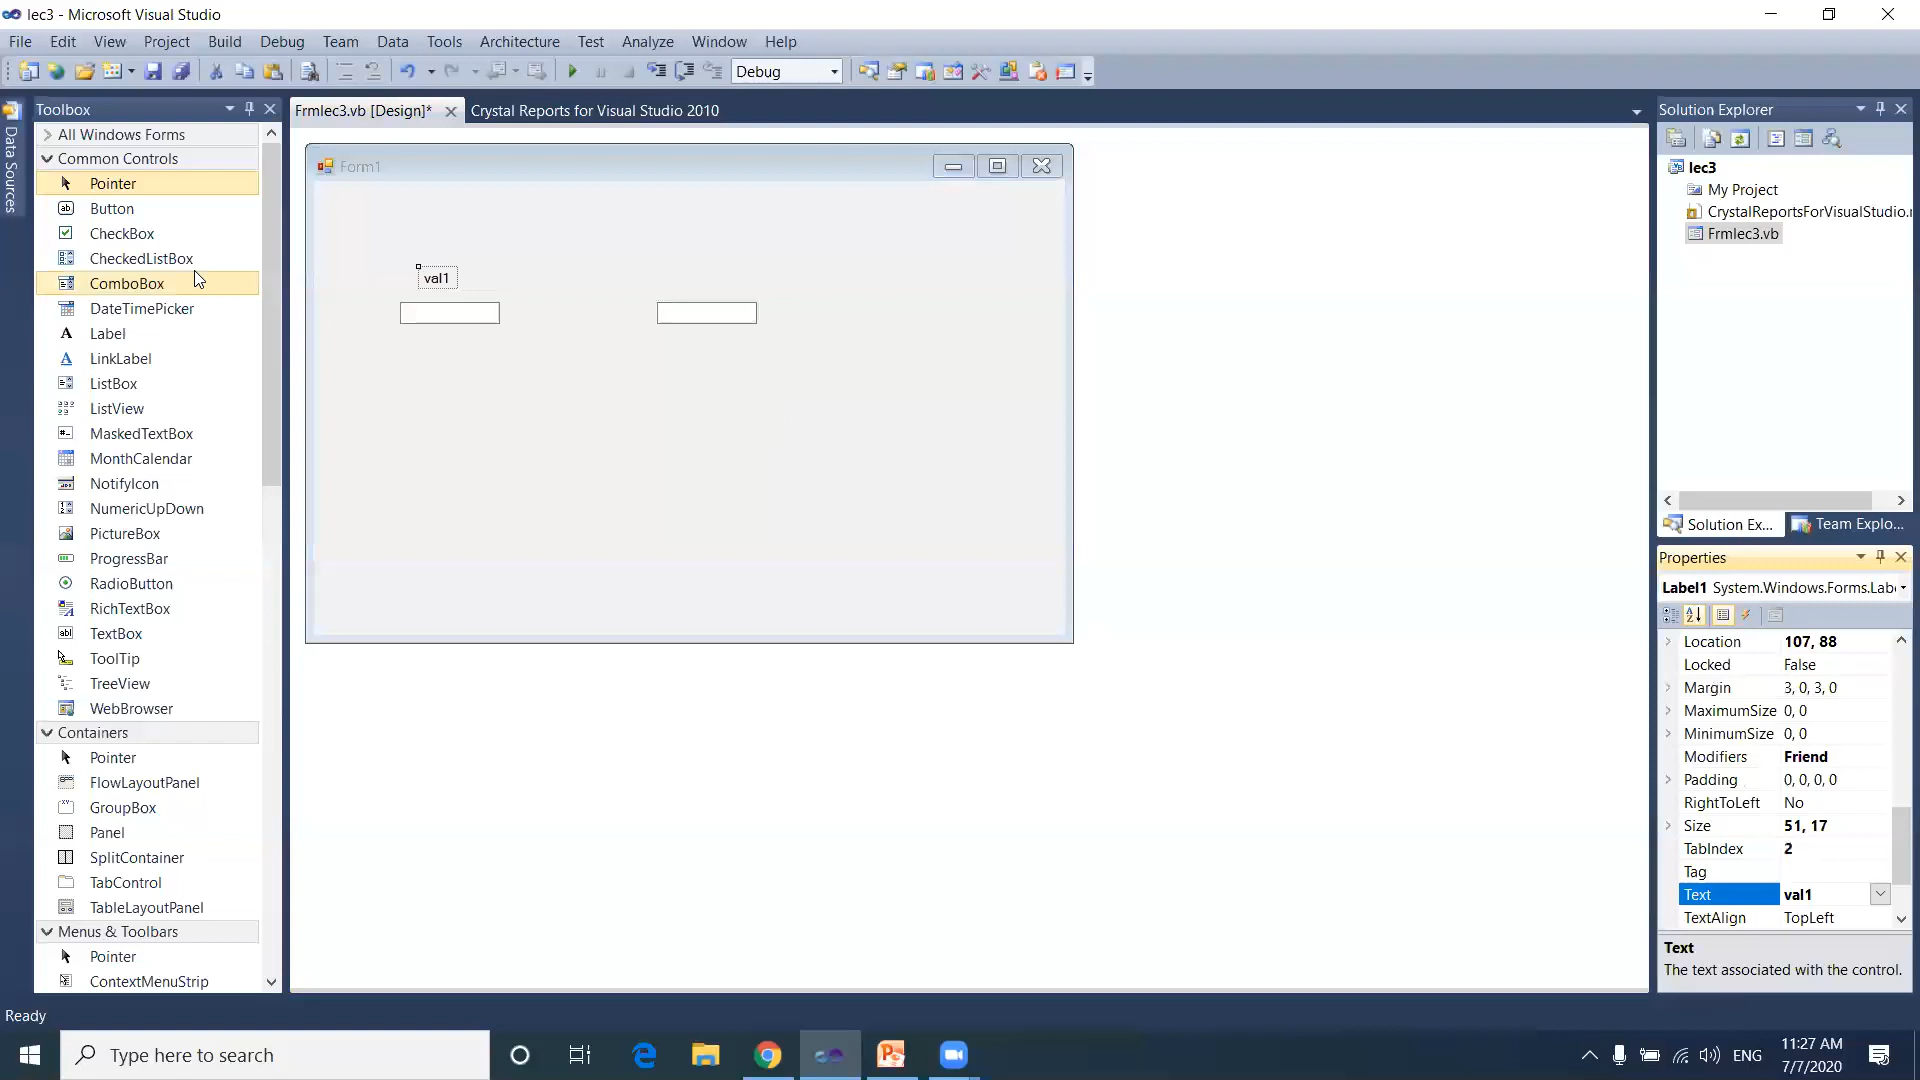 lec3 - Microsoft Visual Studio
File Edit View Project Build Debug Team Data Tools Architecture Test Analyze Window Help
Debug
Data Sources
Toolbox
All Windows Forms
Common Controls
Pointer
Button
CheckBox
CheckedListBox
ComboBox
DateTimePicker
Label
LinkLabel
ListBox
ListView
MaskedTextBox
MonthCalendar
NotifyIcon
NumericUpDown
PictureBox
ProgressBar
RadioButton
RichTextBox
TextBox
ToolTip
TreeView
WebBrowser
Containers
Pointer
FlowLayoutPanel
GroupBox
Panel
SplitContainer
TabControl
TableLayoutPanel
Menus & Toolbars
Pointer
ContextMenuStrip
Frmlec3.vb [Design]* Crystal Reports for Visual Studio 2010
Form1
val1
Solution Explorer
lec3
My Project
CrystalReportsForVisualStudio.
Frmlec3.vb
Solution Ex... Team Explo...
Properties
Label1 System.Windows.Forms.Lab
Location 107, 88
Locked False
Margin 3, 0, 3, 0
MaximumSize 0, 0
MinimumSize 0, 0
Modifiers Friend
Padding 0, 0, 0, 0
RightToLeft No
Size 51, 17
TabIndex 2
Tag
Text val1
TextAlign TopLeft
Text
The text associated with the control.
Ready
Type here to search
ENG
11:27 AM
7/7/2020